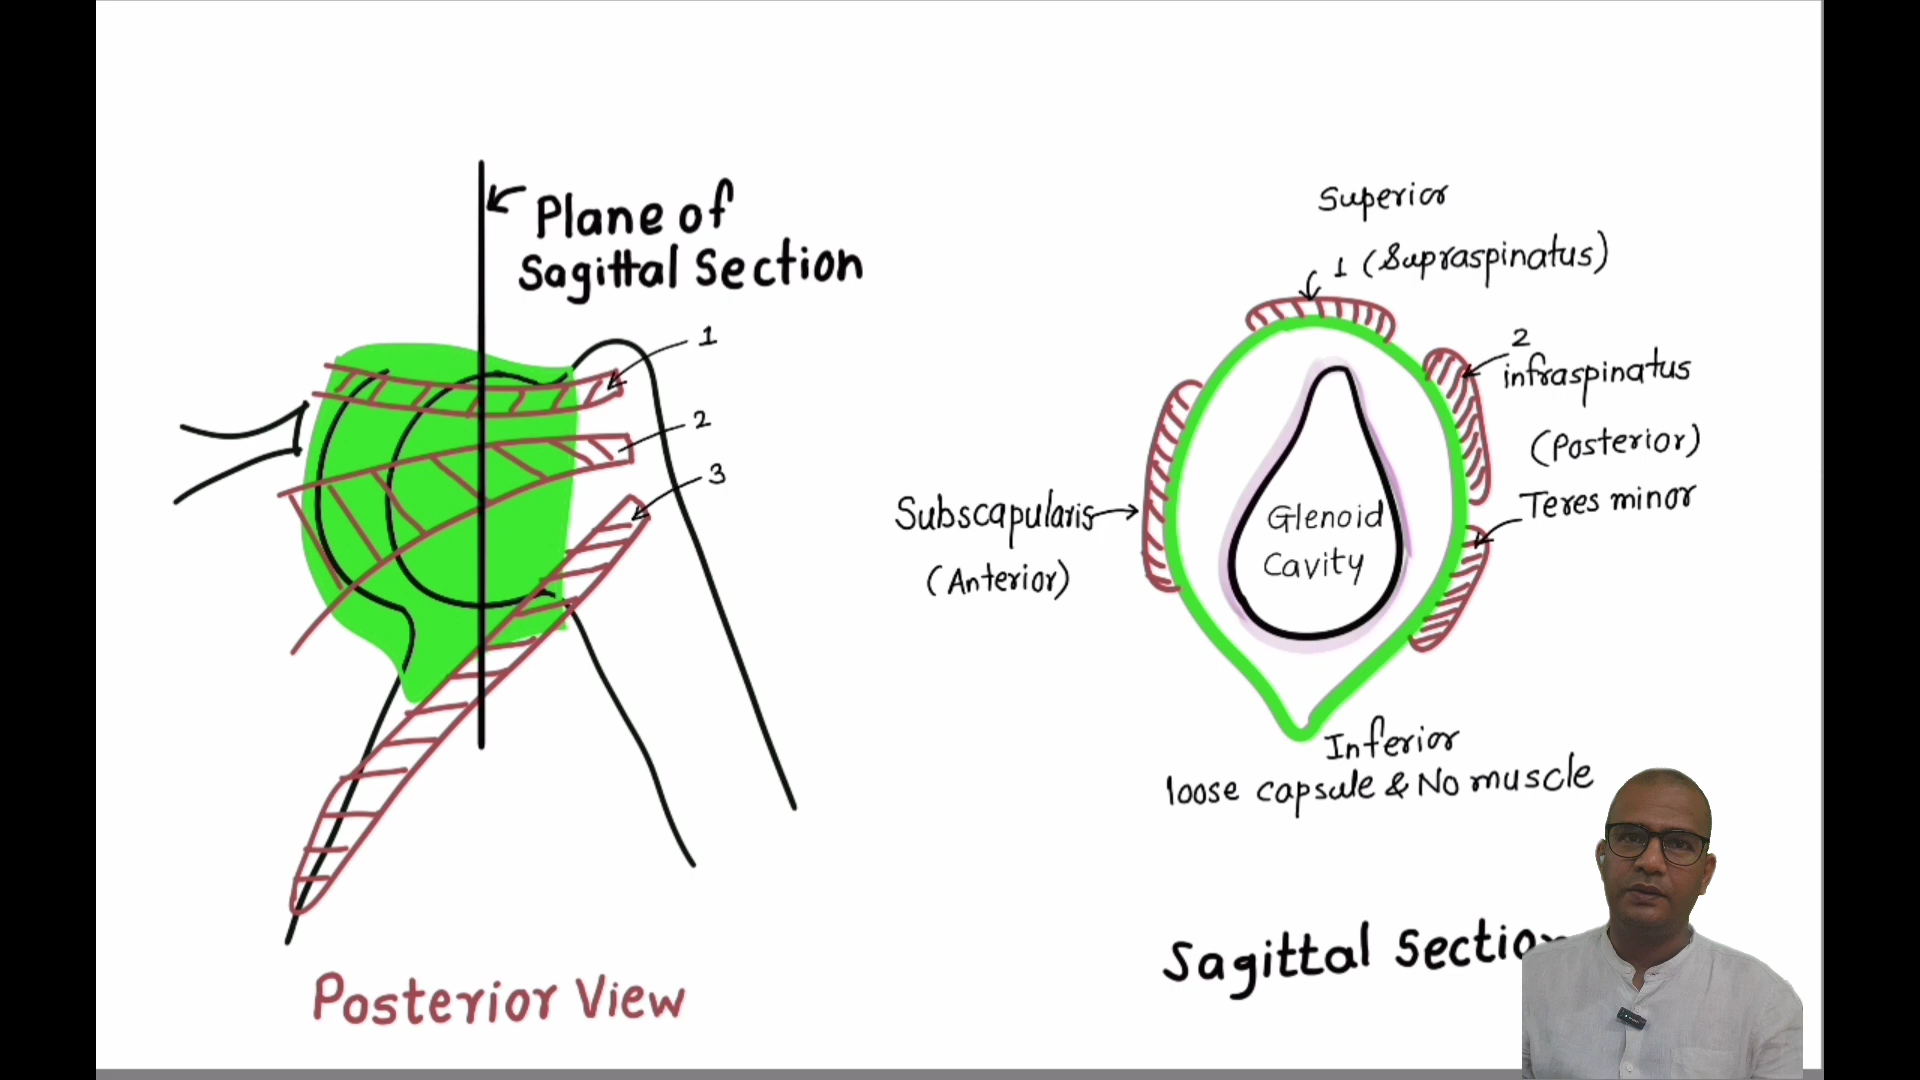 Plane of
Sagittal Section
1
2
3
Posterior View
Superior
1 (Supraspinatus)
2
infraspinatus
(Posterior)
Teres minor
Subscapularis
(Anterior)
Glenoid
Cavity
Inferior
loose capsule & No muscle
Sagittal Section